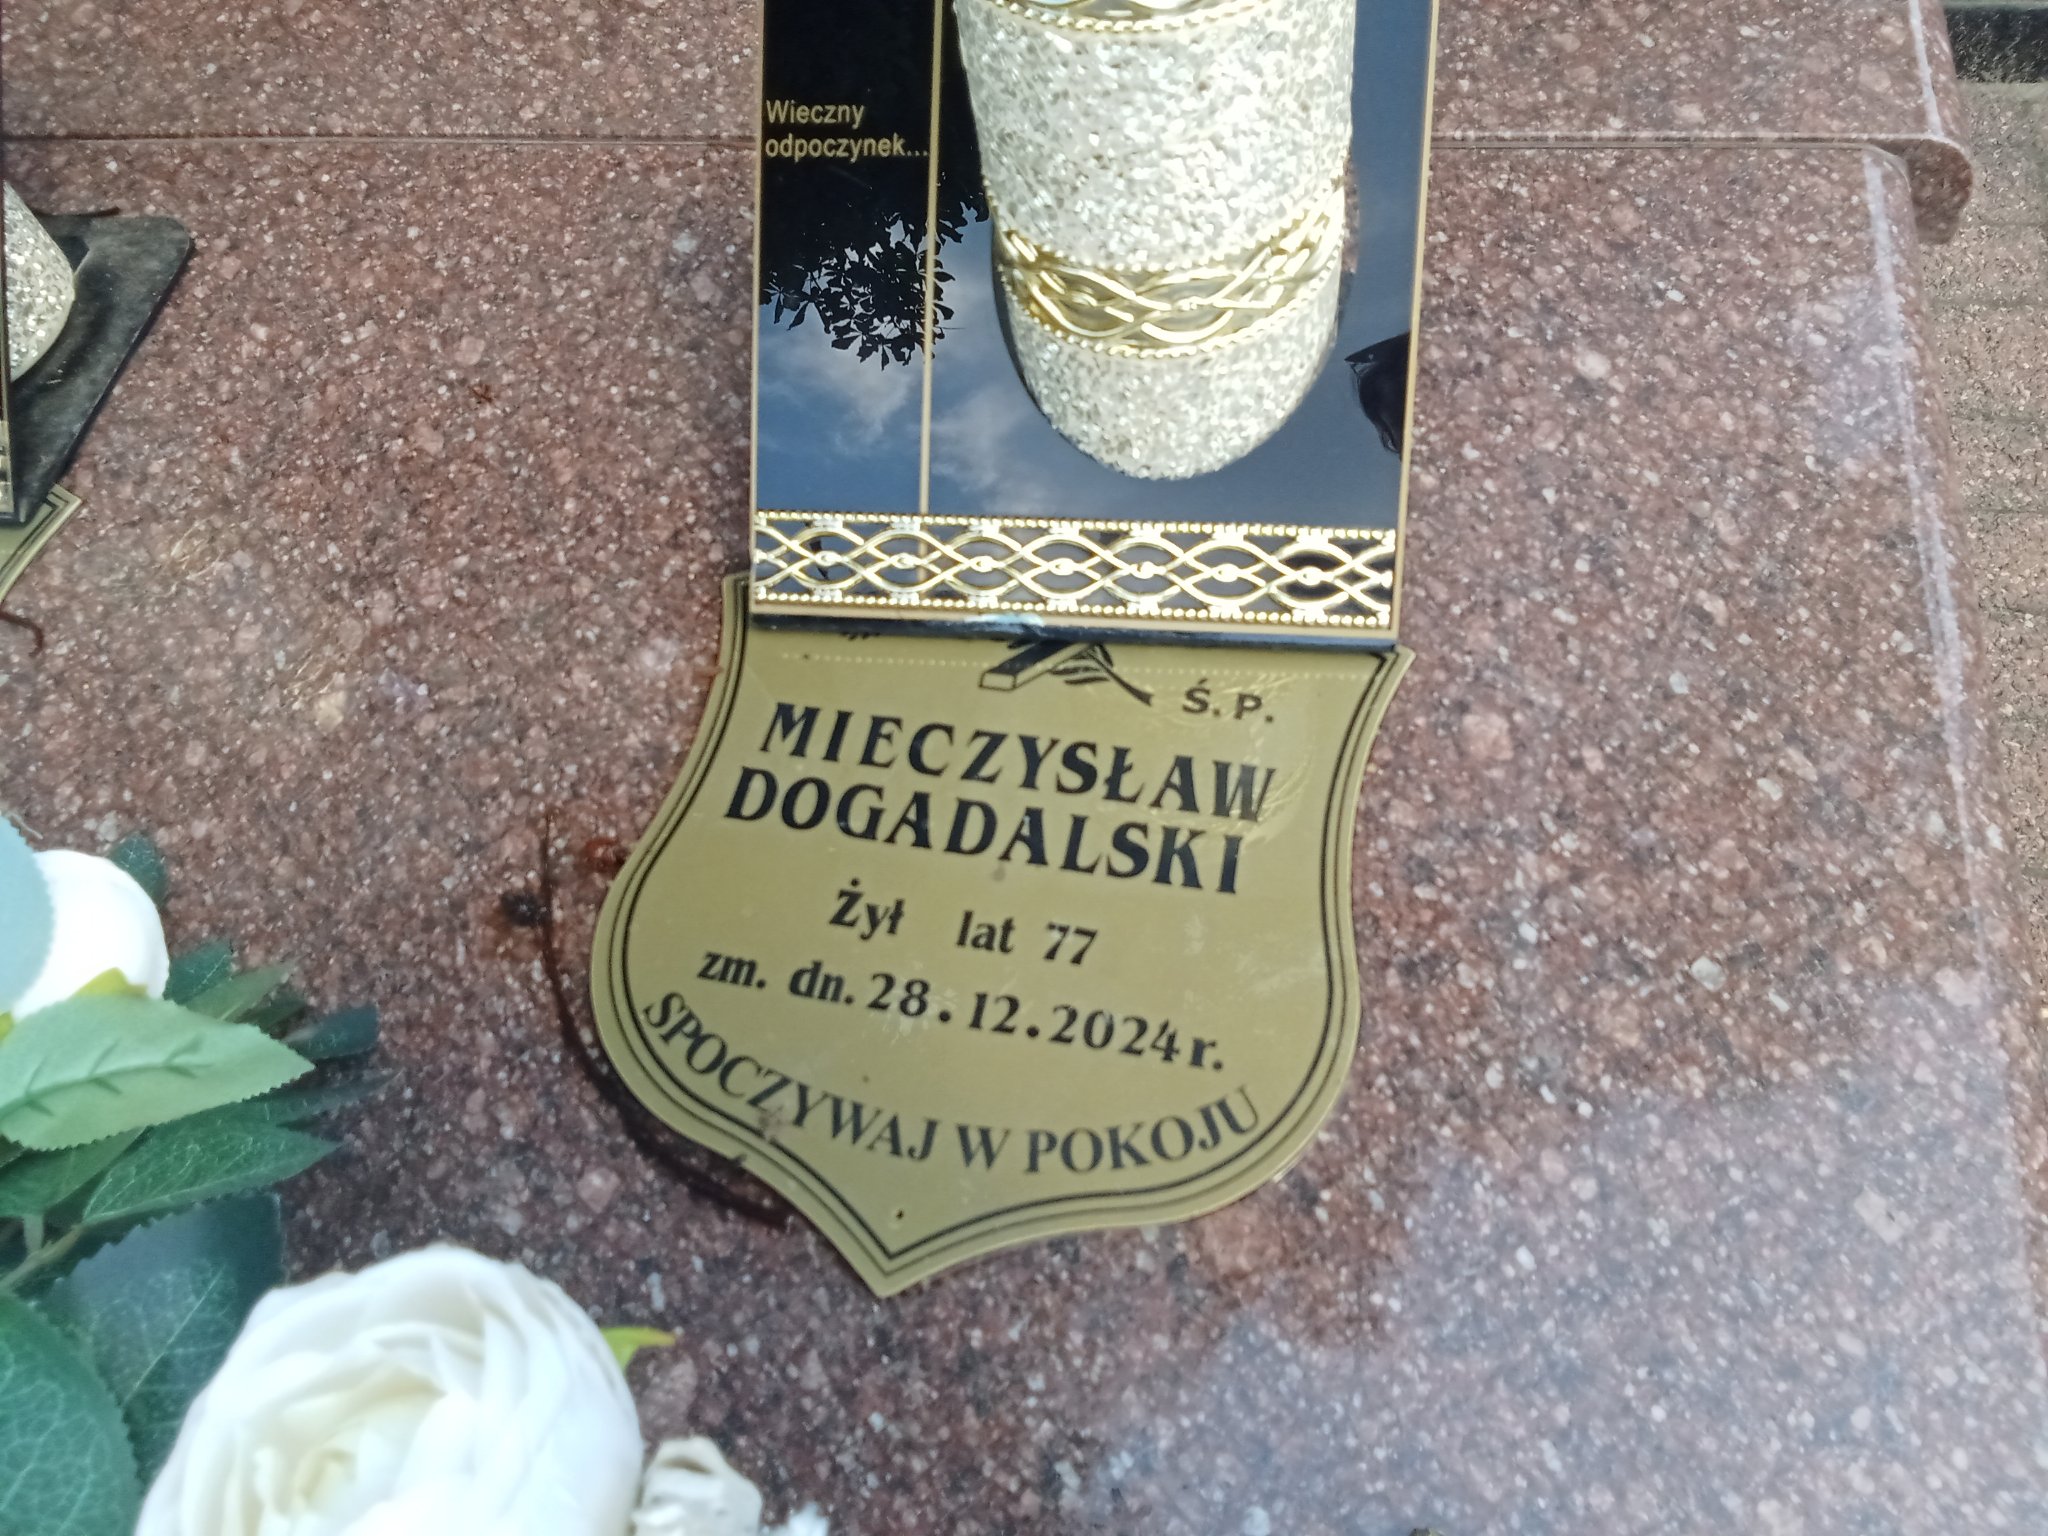 Wieczny
odpoczynek...
Ś. P.
MIECZYSŁAW
DOGADALSKI
Żył lat 77
zm. dn. 28. 12. 2024 r.
SPOCZYWAJ W POKOJU